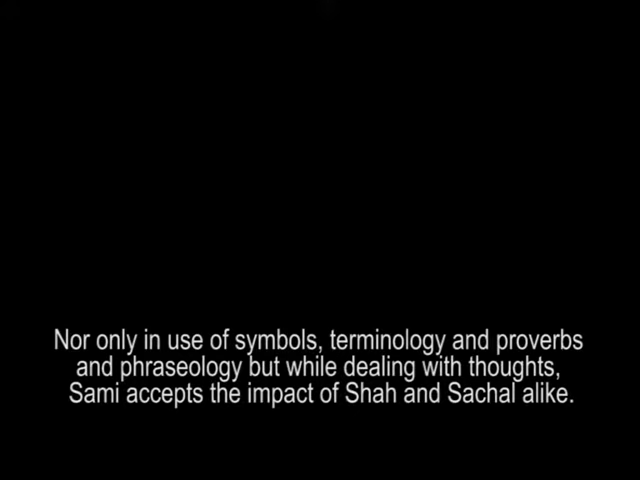 Nor only in use of symbols, terminology and proverbs
and phraseology but while dealing with thoughts,
Sami accepts the impact of Shah and Sachal alike.